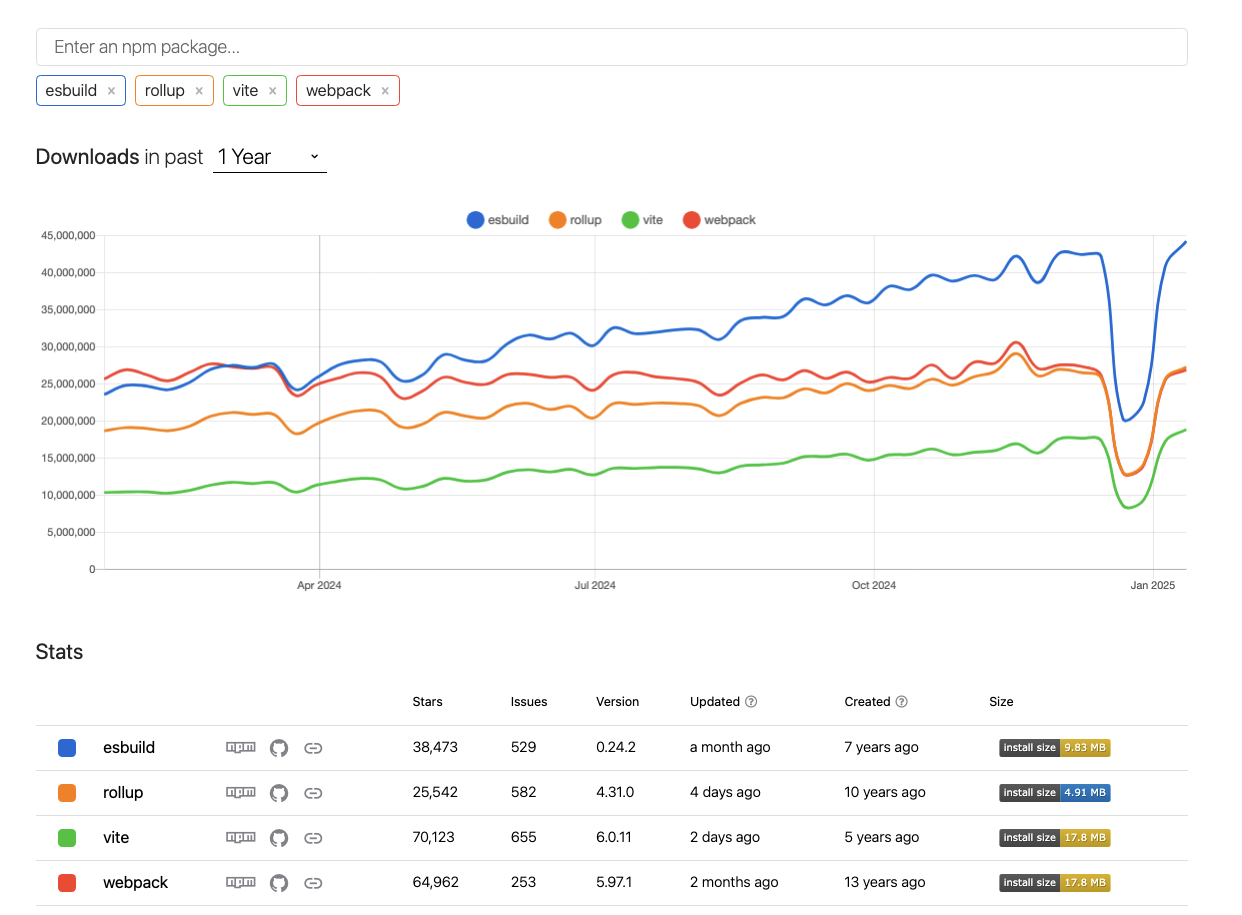 Enter an npm package...
esbuild × rollup × vite × webpack ×
Downloads in past 1 Year
esbuild rollup vite webpack
45,000,000
40,000,000
35,000,000
30,000,000
25,000,000
20,000,000
15,000,000
10,000,000
5,000,000
0
Apr 2024 Jul 2024 Oct 2024 Jan 2025
Stats
Stars Issues Version Updated ? Created ? Size
esbuild npm 38,473 529 0.24.2 a month ago 7 years ago install size 9.83 MB
rollup npm 25,542 582 4.31.0 4 days ago 10 years ago install size 4.91 MB
vite npm 70,123 655 6.0.11 2 days ago 5 years ago install size 17.8 MB
webpack npm 64,962 253 5.97.1 2 months ago 13 years ago install size 17.8 MB